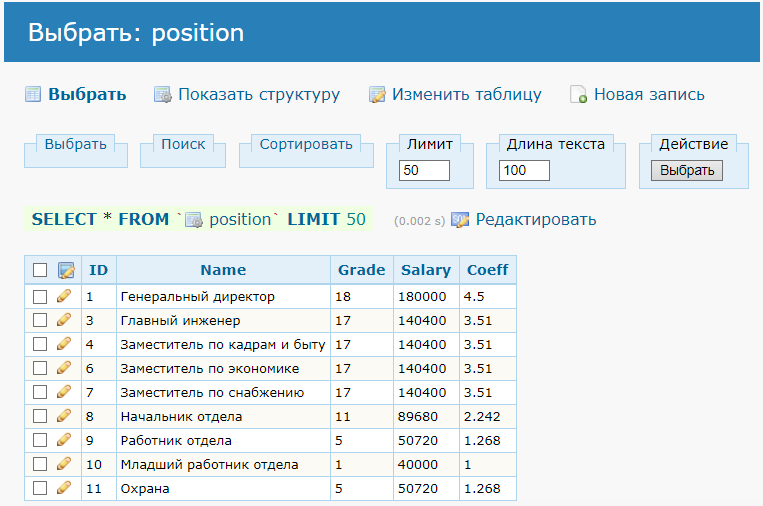 Выбрать: position
Выбрать Показать структуру Изменить таблицу Новая запись
Выбрать Поиск Сортировать Лимит Длина текста Действие
50 100 Выбрать
SELECT * FROM `position` LIMIT 50 (0.002 s) Редактировать
ID Name Grade Salary Coeff
1 Генеральный директор 18 180000 4.5
3 Главный инженер 17 140400 3.51
4 Заместитель по кадрам и быту 17 140400 3.51
6 Заместитель по экономике 17 140400 3.51
7 Заместитель по снабжению 17 140400 3.51
8 Начальник отдела 11 89680 2.242
9 Работник отдела 5 50720 1.268
10 Младший работник отдела 1 40000 1
11 Охрана 5 50720 1.268